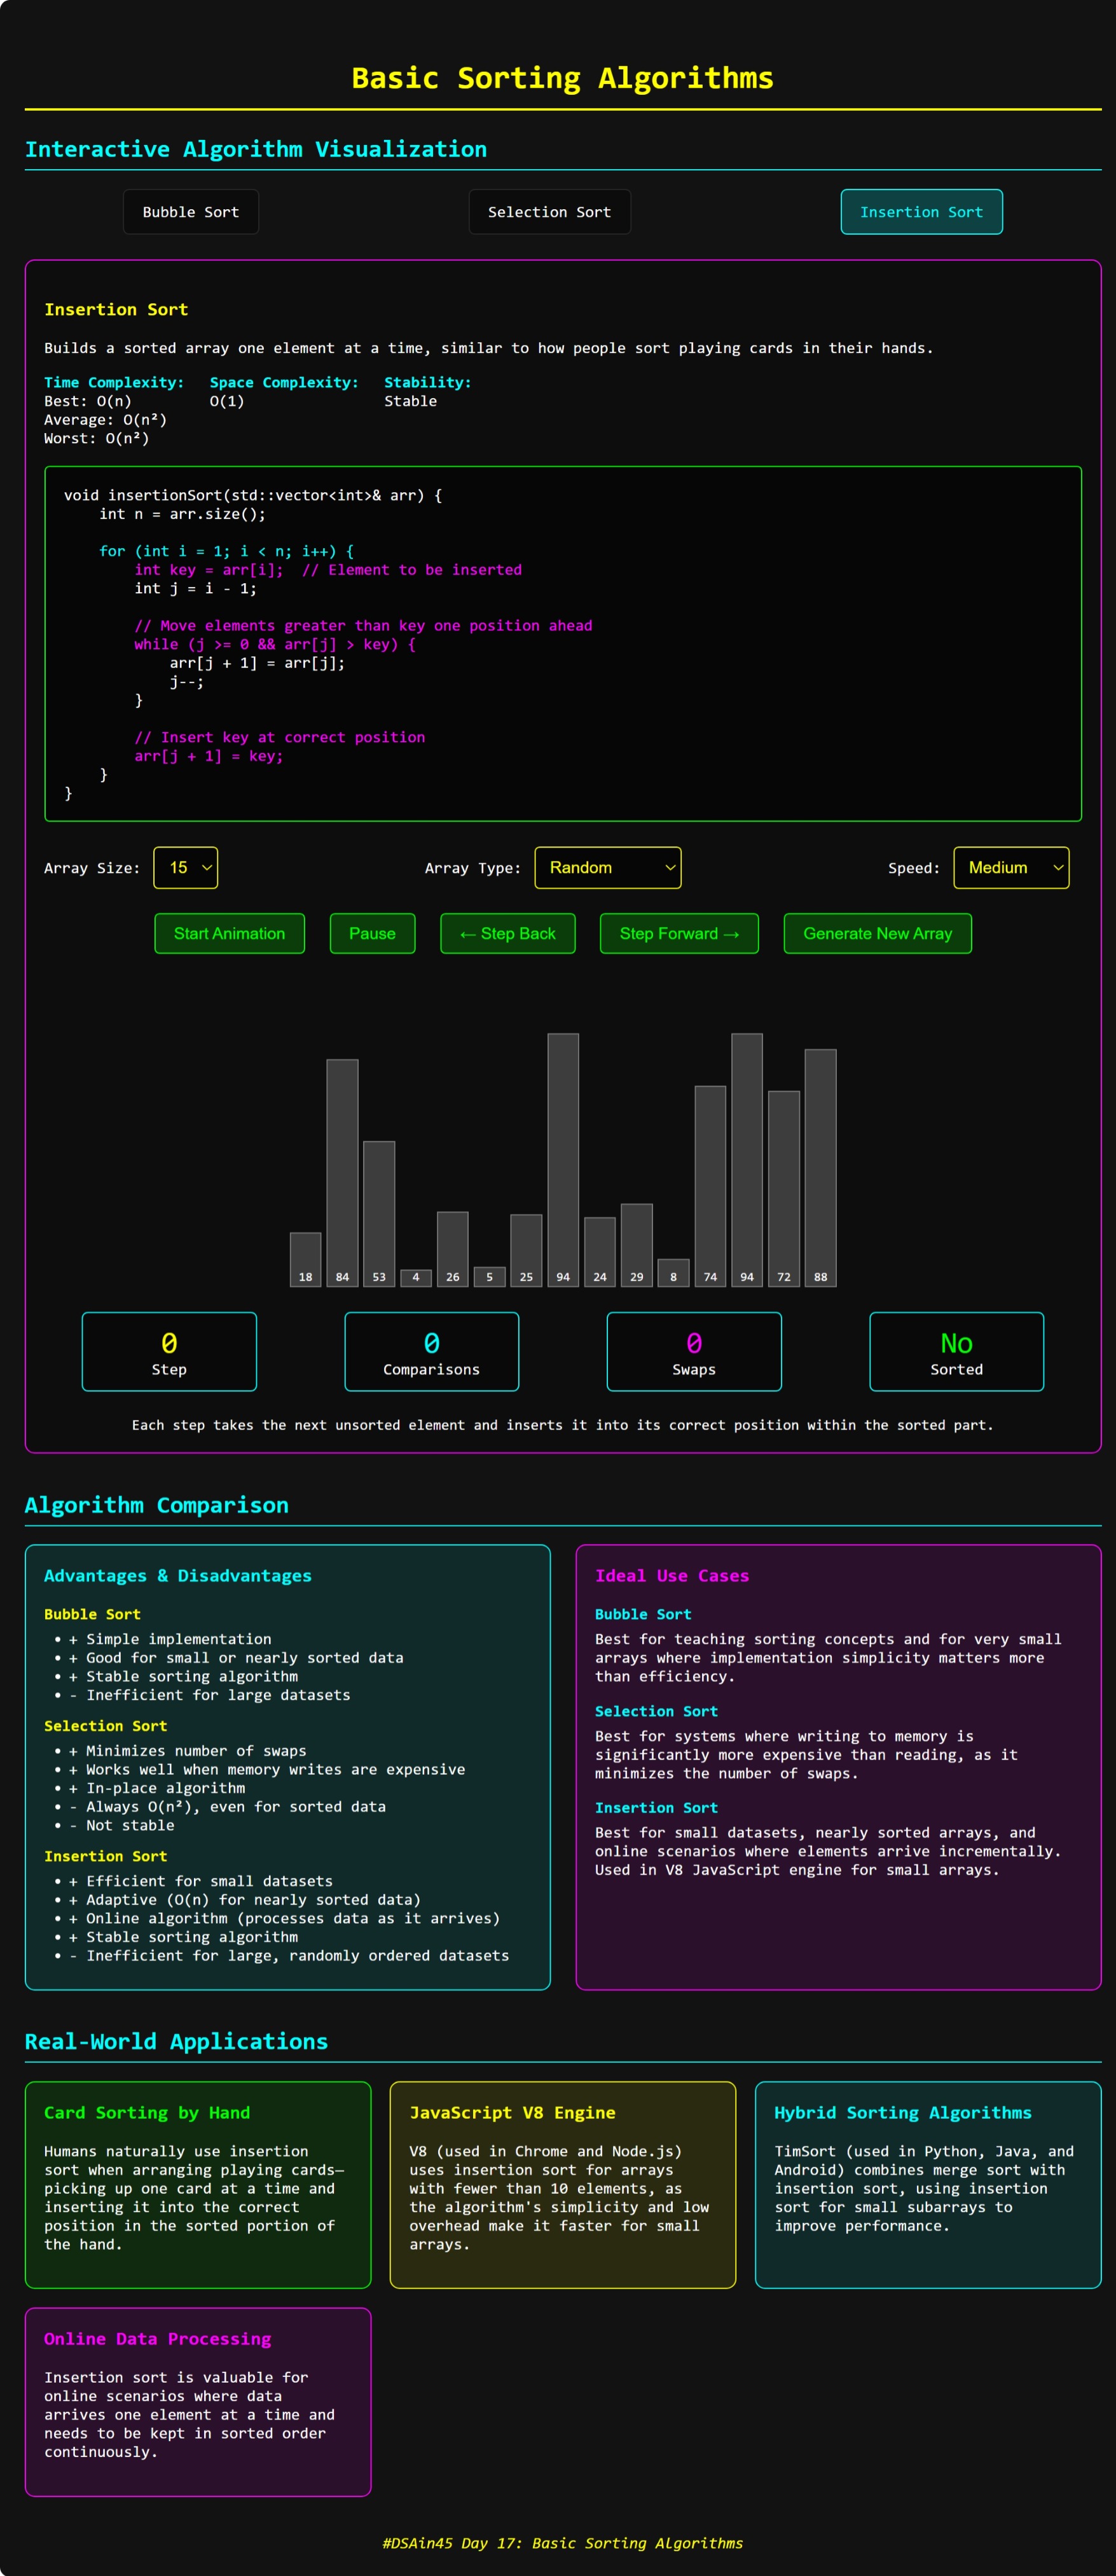 Basic Sorting Algorithms
Interactive Algorithm Visualization
Bubble Sort
Selection Sort
Insertion Sort
Insertion Sort
Builds a sorted array one element at a time, similar to how people sort playing cards in their hands.
Time Complexity: Space Complexity: Stability:
Best: O(n) O(1) Stable
Average: O(n²)
Worst: O(n²)
void insertionSort(std::vector<int>& arr) {
    int n = arr.size();
    for (int i = 1; i < n; i++) {
        int key = arr[i];  // Element to be inserted
        int j = i - 1;
        // Move elements greater than key one position ahead
        while (j >= 0 && arr[j] > key) {
            arr[j + 1] = arr[j];
            j--;
        }
        // Insert key at correct position
        arr[j + 1] = key;
    }
}
Array Size: 15 Array Type: Random Speed: Medium
Start Animation Pause ← Step Back Step Forward → Generate New Array
18 84 53 4 26 5 25 94 24 29 8 74 94 72 88
0 0 0 No
Step Comparisons Swaps Sorted
Each step takes the next unsorted element and inserts it into its correct position within the sorted part.
Algorithm Comparison
Advantages & Disadvantages
Bubble Sort
• + Simple implementation
• + Good for small or nearly sorted data
• + Stable sorting algorithm
• - Inefficient for large datasets
Selection Sort
• + Minimizes number of swaps
• + Works well when memory writes are expensive
• + In-place algorithm
• - Always O(n²), even for sorted data
• - Not stable
Insertion Sort
• + Efficient for small datasets
• + Adaptive (O(n) for nearly sorted data)
• + Online algorithm (processes data as it arrives)
• + Stable sorting algorithm
• - Inefficient for large, randomly ordered datasets
Ideal Use Cases
Bubble Sort
Best for teaching sorting concepts and for very small
arrays where implementation simplicity matters more
than efficiency.
Selection Sort
Best for systems where writing to memory is
significantly more expensive than reading, as it
minimizes the number of swaps.
Insertion Sort
Best for small datasets, nearly sorted arrays, and
online scenarios where elements arrive incrementally.
Used in V8 JavaScript engine for small arrays.
Real-World Applications
Card Sorting by Hand
Humans naturally use insertion
sort when arranging playing cards—
picking up one card at a time and
inserting it into the correct
position in the sorted portion of
the hand.
JavaScript V8 Engine
V8 (used in Chrome and Node.js)
uses insertion sort for arrays
with fewer than 10 elements, as
the algorithm's simplicity and low
overhead make it faster for small
arrays.
Hybrid Sorting Algorithms
TimSort (used in Python, Java, and
Android) combines merge sort with
insertion sort, using insertion
sort for small subarrays to
improve performance.
Online Data Processing
Insertion sort is valuable for
online scenarios where data
arrives one element at a time and
needs to be kept in sorted order
continuously.
#DSAin45 Day 17: Basic Sorting Algorithms